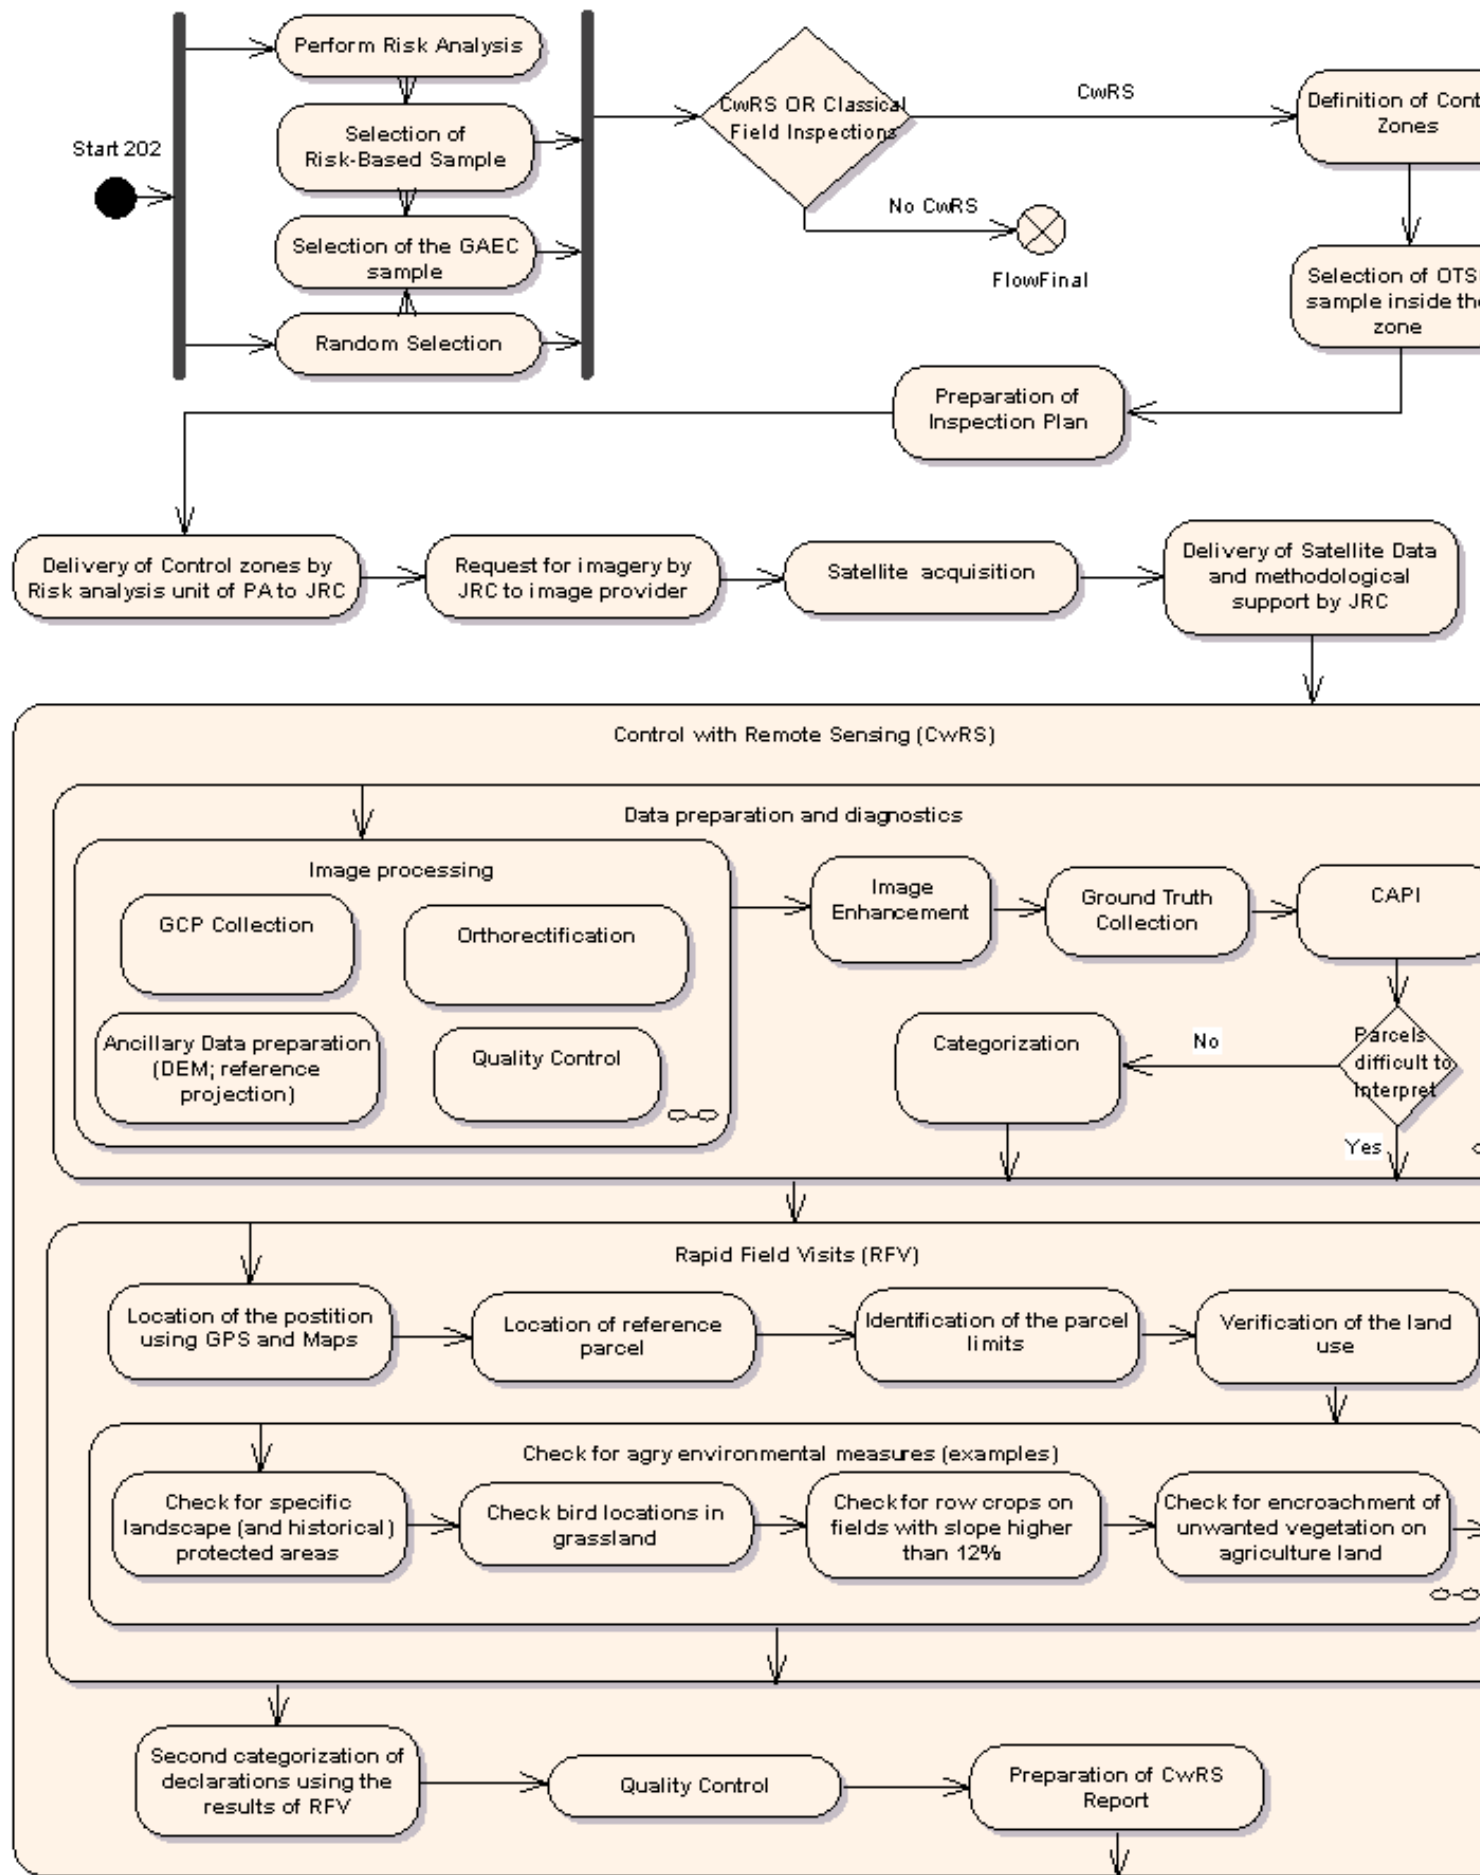 Perform Risk Analysis
Start 202
Selection of
Risk-Based Sample
Selection of the GAEC
sample
Random Selection
CwRS OR Classical
Field Inspections
CwRS
No CwRS
FlowFinal
Definition of Cont
Zones
Selection of OTS
sample inside the
zone
Preparation of
Inspection Plan
Delivery of Control zones by
Risk analysis unit of PA to JRC
Request for imagery by
JRC to image provider
Satellite acquisition
Delivery of Satellite Data
and methodological
support by JRC
Control with Remote Sensing (CwRS)
Data preparation and diagnostics
Image processing
GCP Collection
Orthorectification
Ancillary Data preparation
(DEM; reference
projection)
Quality Control
Image
Enhancement
Ground Truth
Collection
CAPI
Parcels
difficult to
Interpret
No
Yes
Categorization
Rapid Field Visits (RFV)
Location of the postition
using GPS and Maps
Location of reference
parcel
Identification of the parcel
limits
Verification of the land
use
Check for agry environmental measures (examples)
Check for specific
landscape (and historical)
protected areas
Check bird locations in
grassland
Check for row crops on
fields with slope higher
than 12%
Check for encroachment of
unwanted vegetation on
agriculture land
Second categorization of
declarations using the
results of RFV
Quality Control
Preparation of CwRS
Report